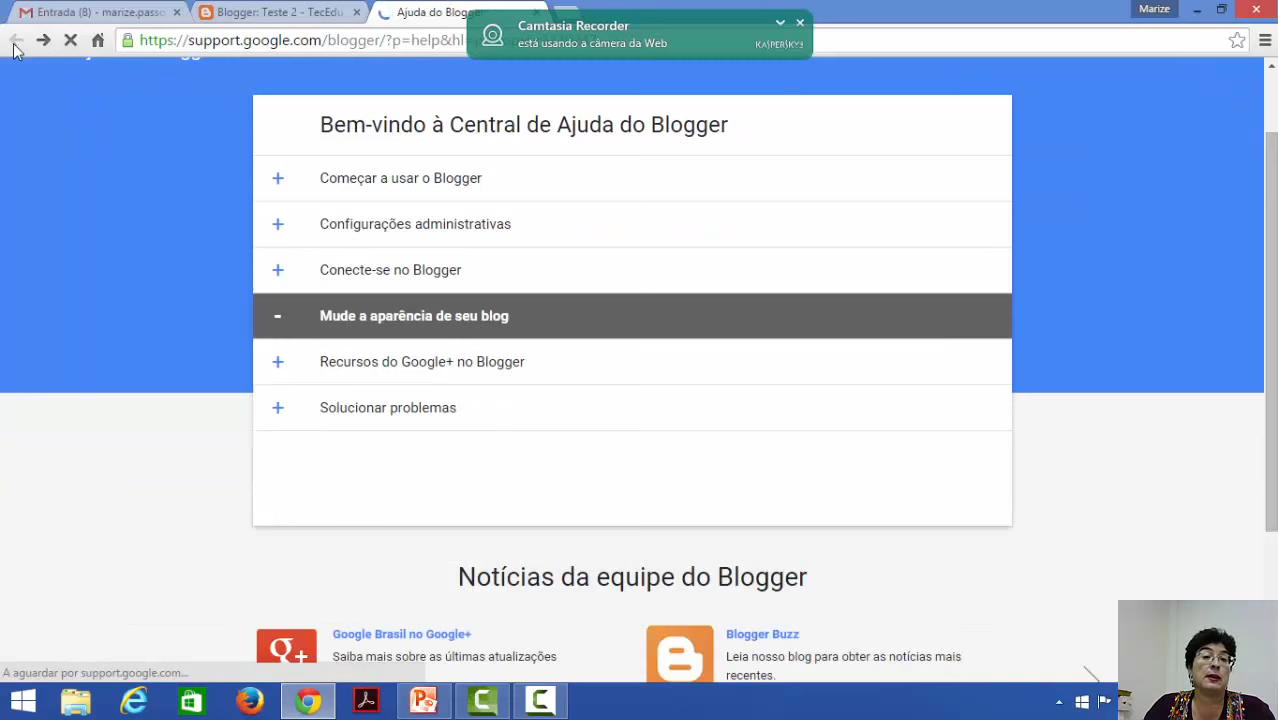 Entrada (8) - marize.passo
Blogger: Teste 2 - TecEdu
Ajuda do Blogger
Marize
Camtasia Recorder
está usando a câmera da Web
KASPERSKY
https://support.google.com/blogger/?p=help&hl=
Bem-vindo à Central de Ajuda do Blogger
+ Começar a usar o Blogger
+ Configurações administrativas
+ Conecte-se no Blogger
- Mude a aparência de seu blog
+ Recursos do Google+ no Blogger
+ Solucionar problemas
Notícias da equipe do Blogger
Google Brasil no Google+
Saiba mais sobre as últimas atualizações
Blogger Buzz
Leia nosso blog para obter as notícias mais
recentes.
A aguardar por support.google.com...